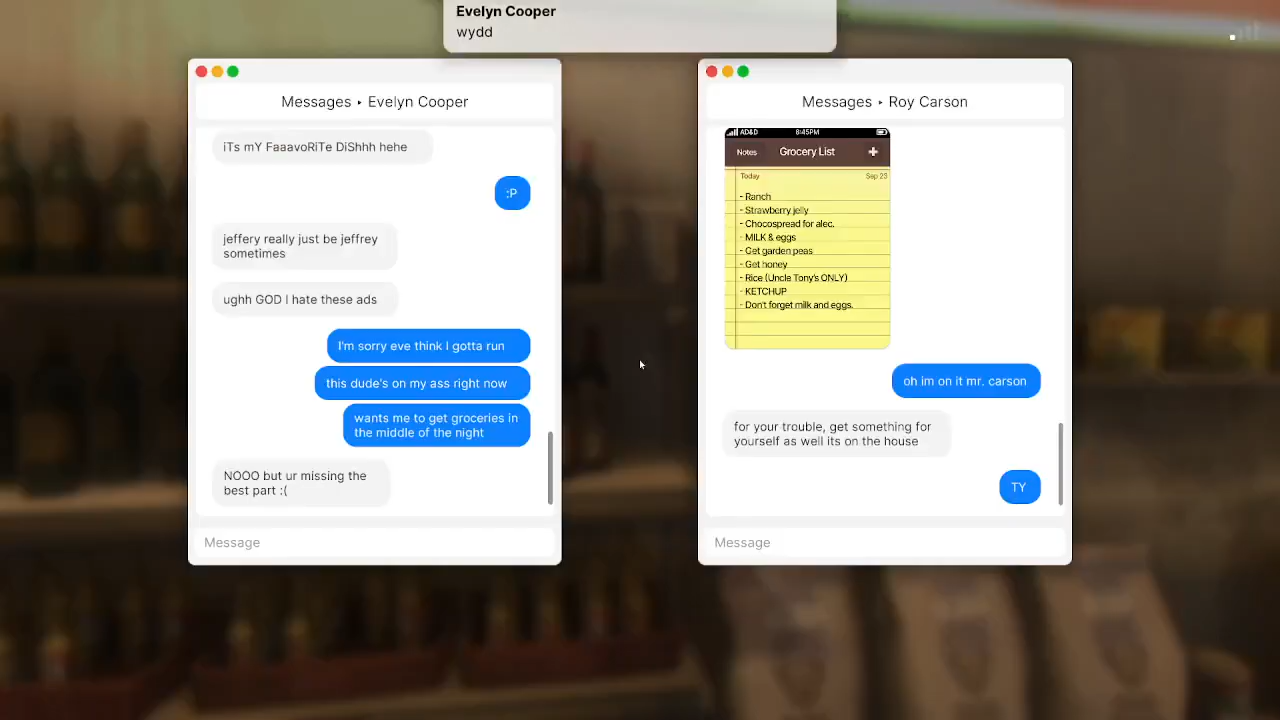 Evelyn Cooper
wydd
Messages ▸ Evelyn Cooper
iTs mY FaaavoRiTe DiShhh hehe
:P
jeffery really just be jeffrey
sometimes
ughh GOD I hate these ads
I'm sorry eve think I gotta run
this dude's on my ass right now
wants me to get groceries in
the middle of the night
NOOO but ur missing the
best part :(
Message
Messages ▸ Roy Carson
AD&D 8:45PM
Notes Grocery List +
Today Sep 23
- Ranch
- Strawberry jelly
- Chocospread for alec.
- MILK & eggs
- Get garden peas
- Get honey
- Rice (Uncle Tony's ONLY)
- KETCHUP
- Don't forget milk and eggs.
oh im on it mr. carson
for your trouble, get something for
yourself as well its on the house
TY
Message